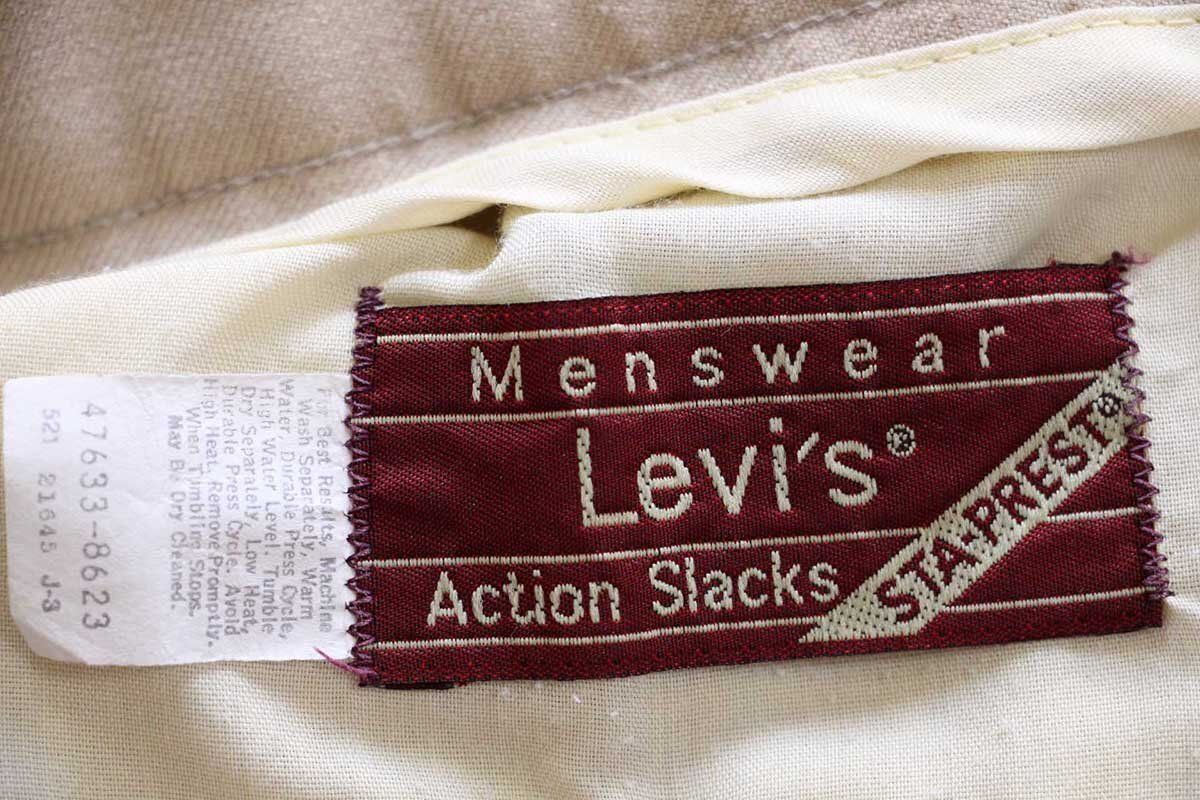 Menswear
Levi's®
Action Slacks
STA-PREST®
For Best Results, Machine
Wash Separately, Warm
Water, Durable Press Cycle,
High Water Level. Tumble
Dry Separately, Low Heat,
Durable Press Cycle. Avoid
High Heat, Remove Promptly.
When Tumbling Stops.
May Be Dry Cleaned.
47633-8623
521 21645 J-3